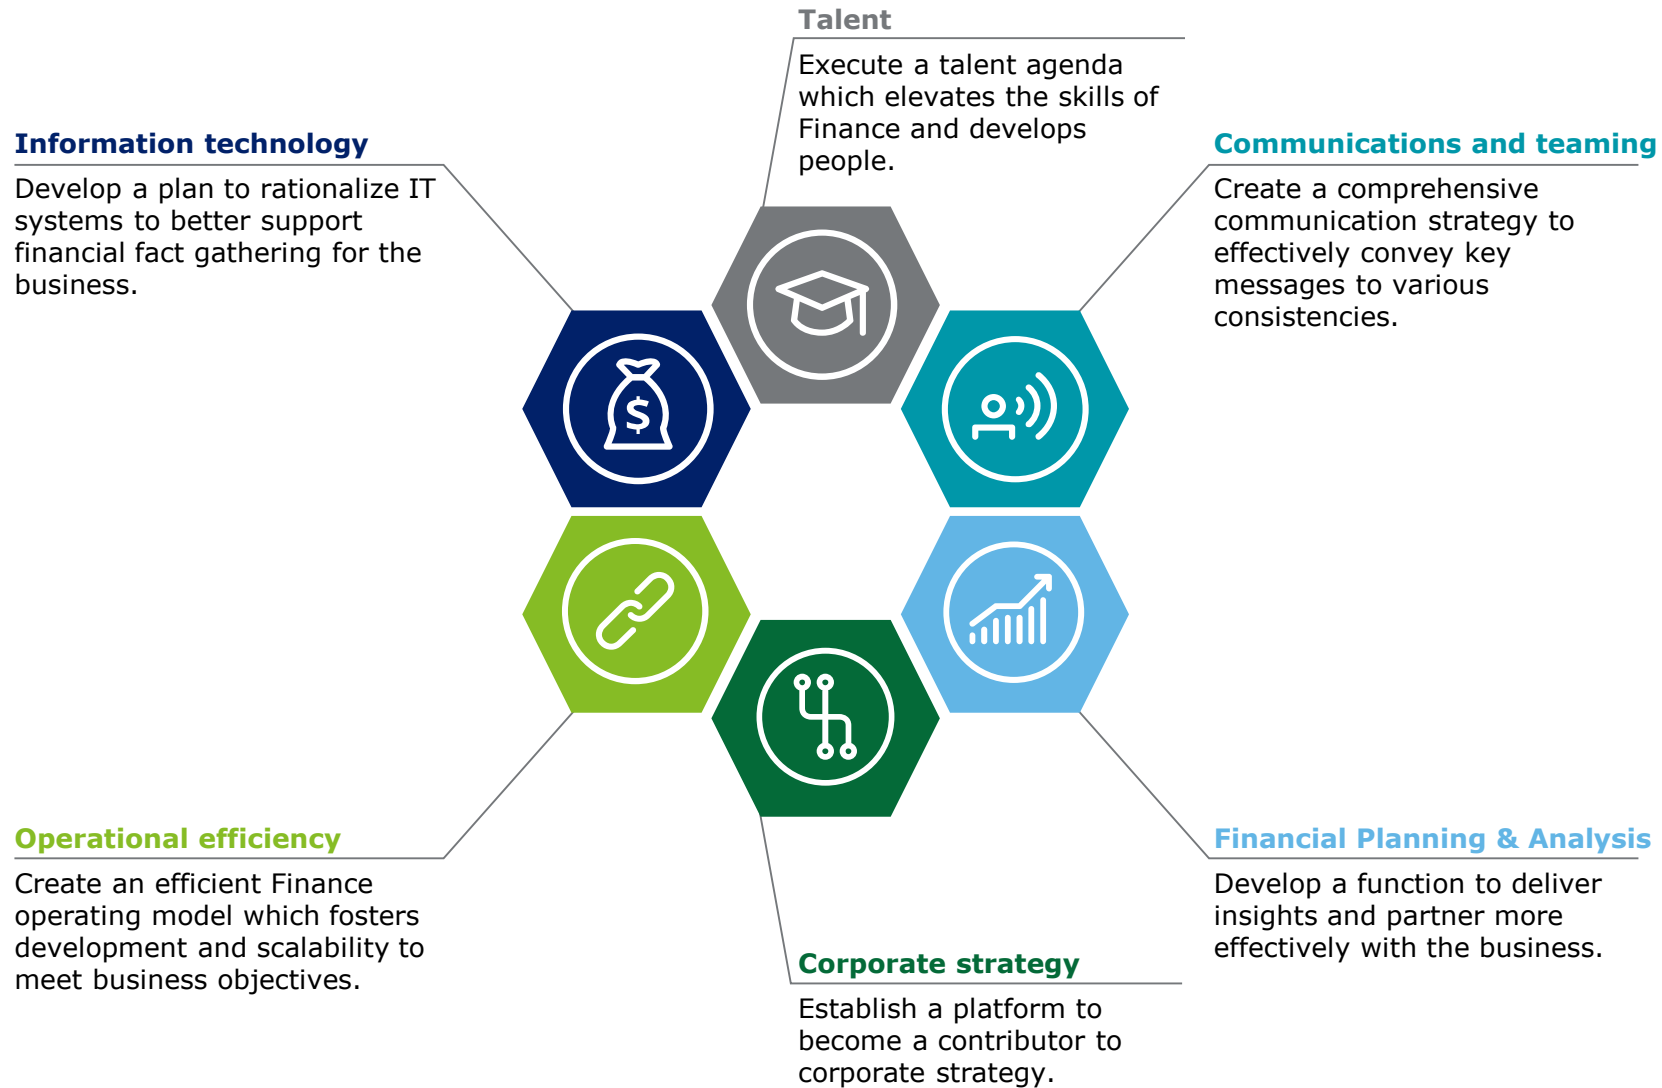 Talent
Execute a talent agenda
which elevates the skills of
Finance and develops
people.
Information technology
Develop a plan to rationalize IT
systems to better support
financial fact gathering for the
business.
Communications and teaming
Create a comprehensive
communication strategy to
effectively convey key
messages to various
consistencies.
$
Operational efficiency
Create an efficient Finance
operating model which fosters
development and scalability to
meet business objectives.
Financial Planning & Analysis
Develop a function to deliver
insights and partner more
effectively with the business.
Corporate strategy
Establish a platform to
become a contributor to
corporate strategy.